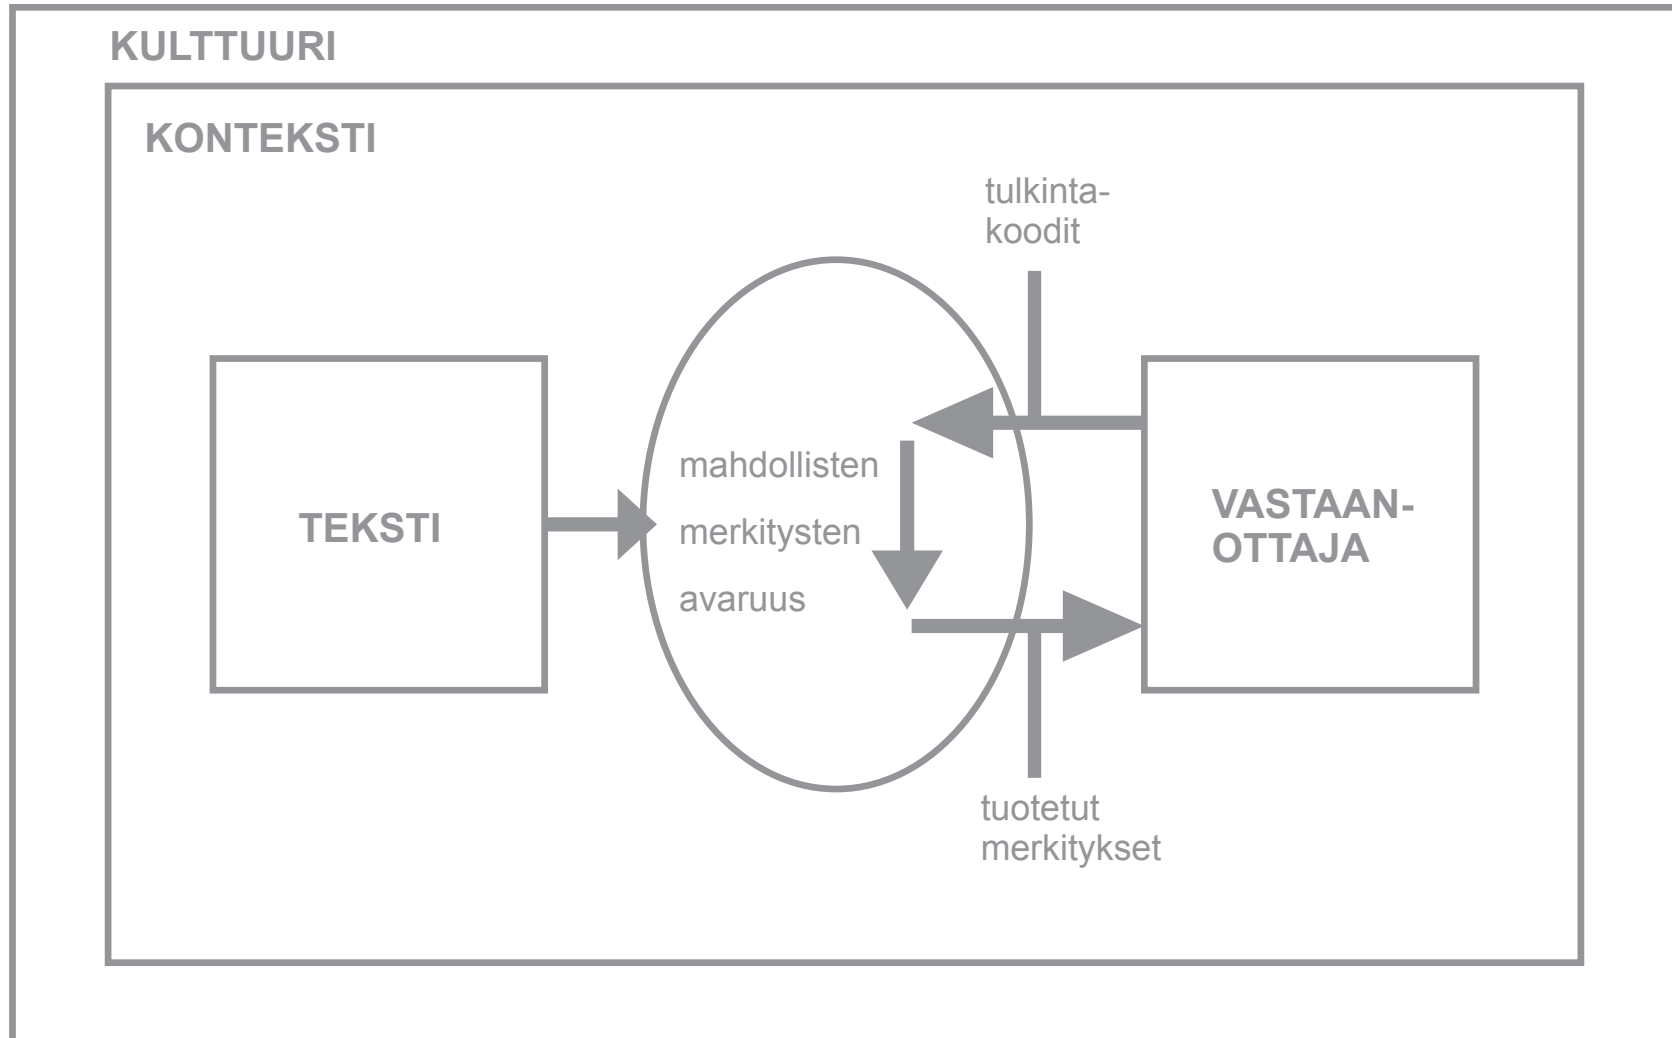 KULTTUURI
KONTEKSTI
tulkinta-
koodit
TEKSTI
mahdollisten
merkitysten
avaruus
VASTAAN-
OTTAJA
tuotetut
merkitykset